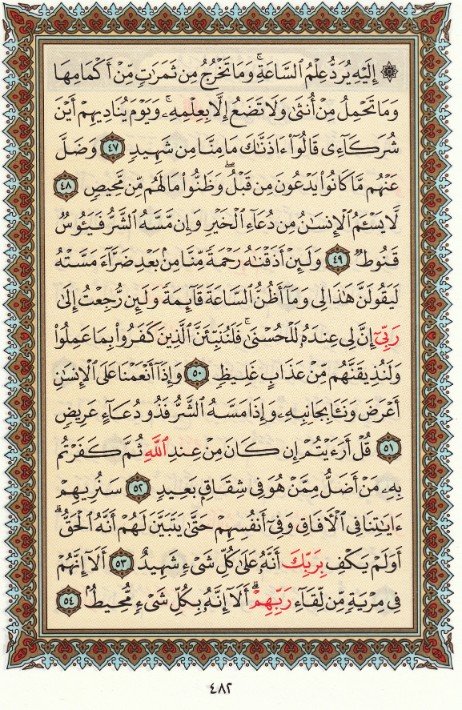 ۞ إِلَيْهِ يُرَدُّ عِلْمُ ٱلسَّاعَةِ ۚ وَمَا تَخْرُجُ مِن ثَمَرَٰتٍ مِّنْ أَكْمَامِهَا
وَمَا تَحْمِلُ مِنْ أُنثَىٰ وَلَا تَضَعُ إِلَّا بِعِلْمِهِۦ ۚ وَيَوْمَ يُنَادِيهِمْ أَيْنَ
شُرَكَآءِى قَالُوٓا۟ ءَاذَنَّٰكَ مَا مِنَّا مِن شَهِيدٍ ٤٧ وَضَلَّ
عَنْهُم مَّا كَانُوا۟ يَدْعُونَ مِن قَبْلُ ۖ وَظَنُّوا۟ مَا لَهُم مِّن مَّحِيصٍ ٤٨
لَّا يَسْـَٔمُ ٱلْإِنسَٰنُ مِن دُعَآءِ ٱلْخَيْرِ وَإِن مَّسَّهُ ٱلشَّرُّ فَيَـُٔوسٌ
قَنُوطٌ ٤٩ وَلَئِنْ أَذَقْنَٰهُ رَحْمَةً مِّنَّا مِنۢ بَعْدِ ضَرَّآءَ مَسَّتْهُ
لَيَقُولَنَّ هَٰذَا لِى وَمَآ أَظُنُّ ٱلسَّاعَةَ قَآئِمَةً وَلَئِن رُّجِعْتُ إِلَىٰ
رَبِّىٓ إِنَّ لِى عِندَهُۥ لَلْحُسْنَىٰ ۚ فَلَنُنَبِّئَنَّ ٱلَّذِينَ كَفَرُوا۟ بِمَا عَمِلُوا۟
وَلَنُذِيقَنَّهُم مِّنْ عَذَابٍ غَلِيظٍ ٥٠ وَإِذَآ أَنْعَمْنَا عَلَى ٱلْإِنسَٰنِ
أَعْرَضَ وَنَـَٔا بِجَانِبِهِۦ وَإِذَا مَسَّهُ ٱلشَّرُّ فَذُو دُعَآءٍ عَرِيضٍ
٥١ قُلْ أَرَءَيْتُمْ إِن كَانَ مِنْ عِندِ ٱللَّهِ ثُمَّ كَفَرْتُم
بِهِۦ مَنْ أَضَلُّ مِمَّنْ هُوَ فِى شِقَاقٍۭ بَعِيدٍ ٥٢ سَنُرِيهِمْ
ءَايَٰتِنَا فِى ٱلْـَٔافَاقِ وَفِىٓ أَنفُسِهِمْ حَتَّىٰ يَتَبَيَّنَ لَهُمْ أَنَّهُ ٱلْحَقُّ ۗ
أَوَلَمْ يَكْفِ بِرَبِّكَ أَنَّهُۥ عَلَىٰ كُلِّ شَىْءٍ شَهِيدٌ ٥٣ أَلَآ إِنَّهُمْ
فِى مِرْيَةٍ مِّن لِّقَآءِ رَبِّهِمْ ۗ أَلَآ إِنَّهُۥ بِكُلِّ شَىْءٍ مُّحِيطٌۢ ٥٤
٤٨٢